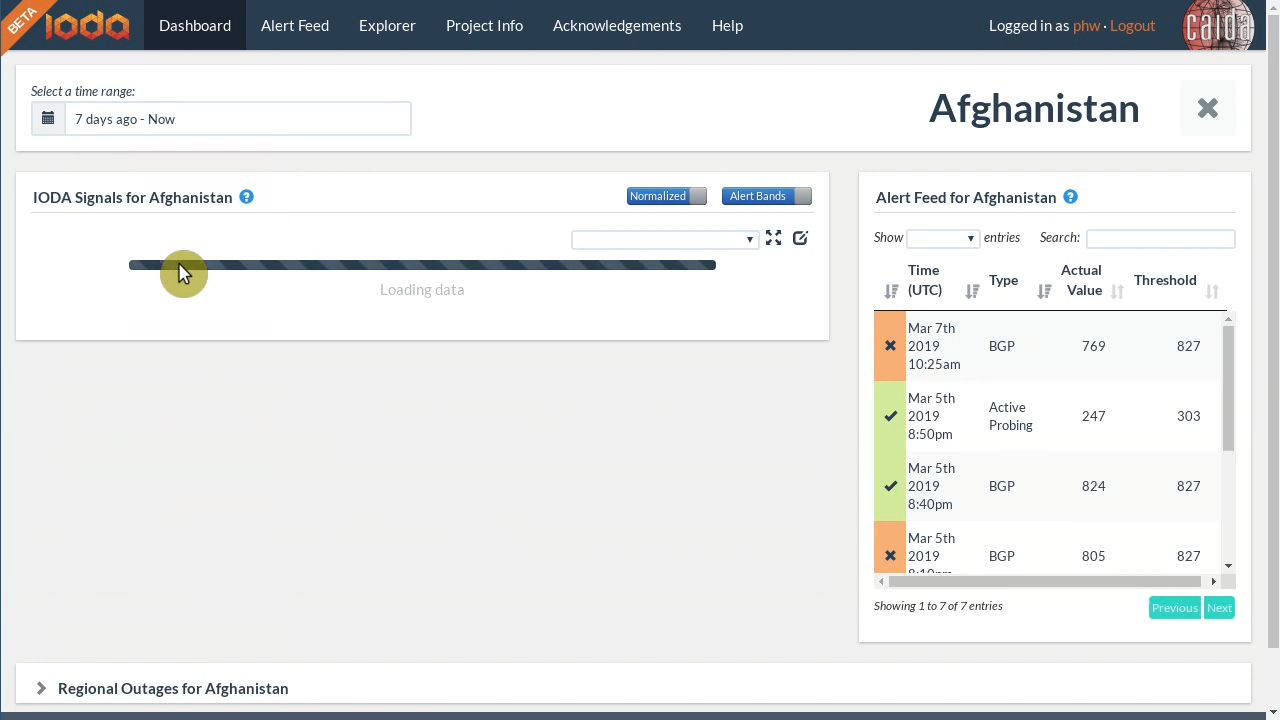 BETA
IODA
Dashboard
Alert Feed
Explorer
Project Info
Acknowledgements
Help
Logged in as phw · Logout
caida
Select a time range:
7 days ago - Now
Afghanistan
IODA Signals for Afghanistan
Normalized
Alert Bands
Loading data
Alert Feed for Afghanistan
Show entries
Search:
Time (UTC)
Type
Actual Value
Threshold
Mar 7th 2019 10:25am
BGP
769
827
Mar 5th 2019 8:50pm
Active Probing
247
303
Mar 5th 2019 8:40pm
BGP
824
827
Mar 5th 2019
BGP
805
827
Showing 1 to 7 of 7 entries
Previous
Next
Regional Outages for Afghanistan